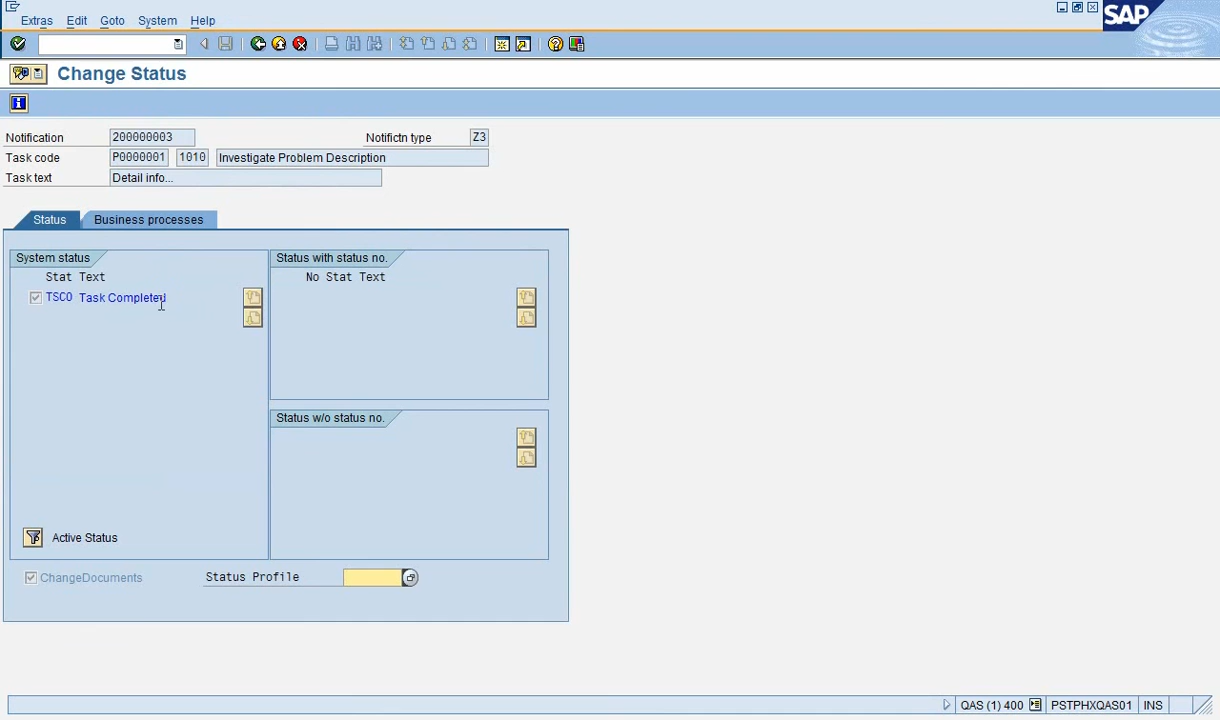 Extras Edit Goto System Help
SAP
Change Status
Notification 200000003 Notifictn type Z3
Task code P0000001 1010 Investigate Problem Description
Task text Detail info...
Status Business processes
System status Status with status no.
Stat Text No Stat Text
TSCO Task Completed
Status w/o status no.
Active Status
ChangeDocuments Status Profile
QAS (1) 400 PSTPHXQAS01 INS